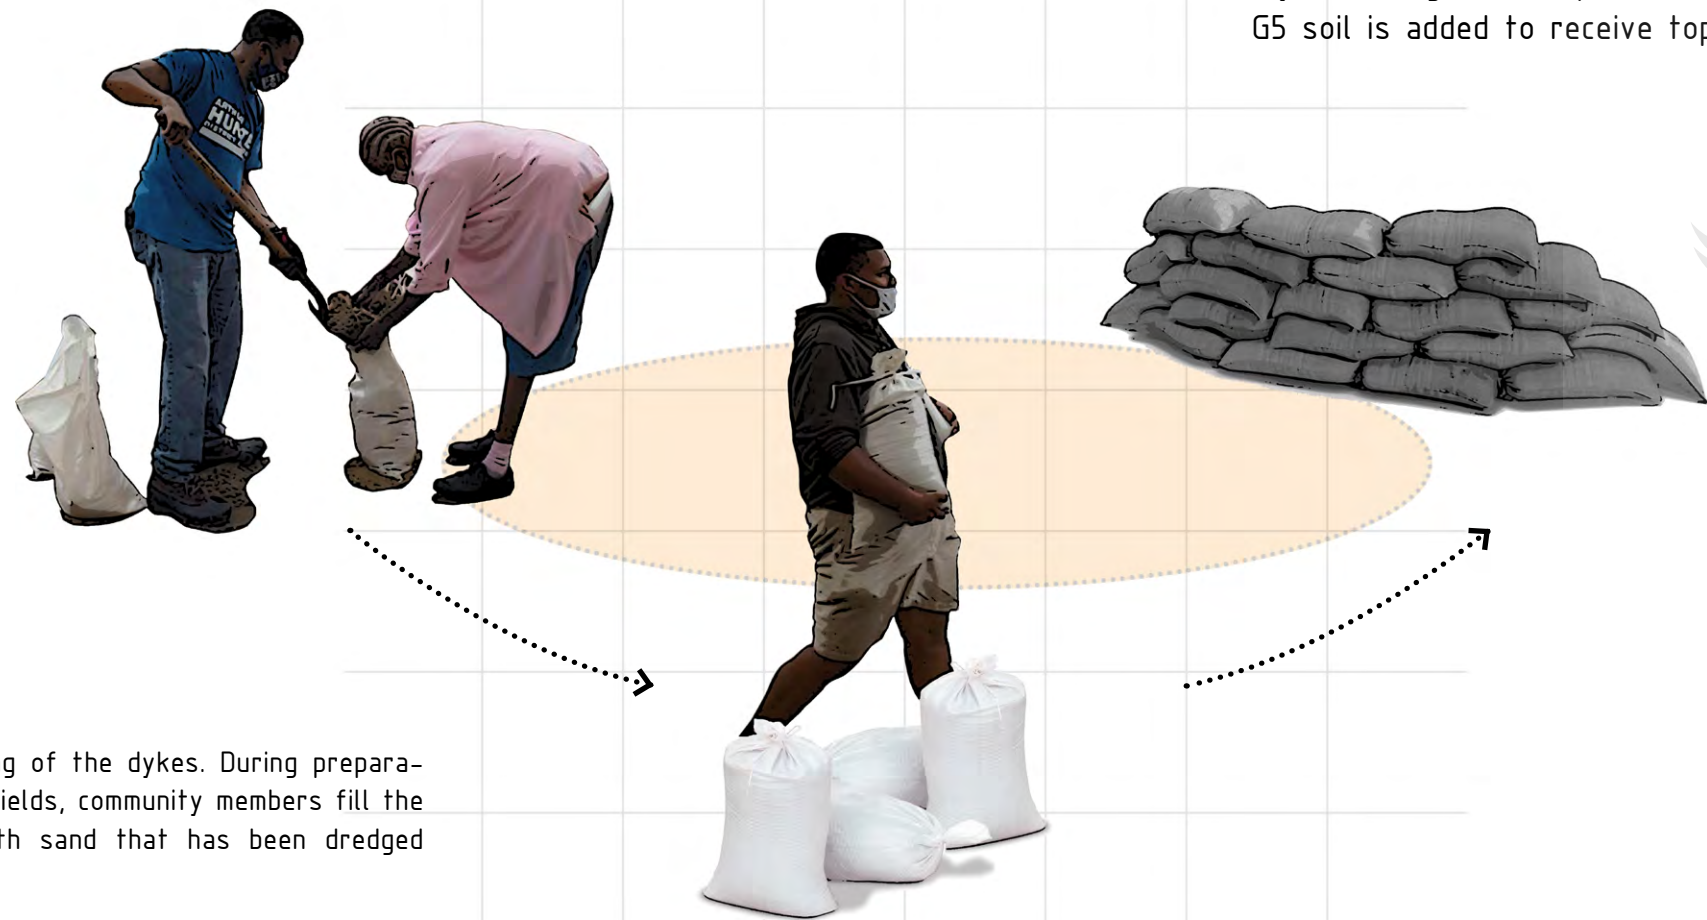 G5 soil is added to receive top
HUN
g of the dykes. During prepara-
ields, community members fill the
th sand that has been dredged